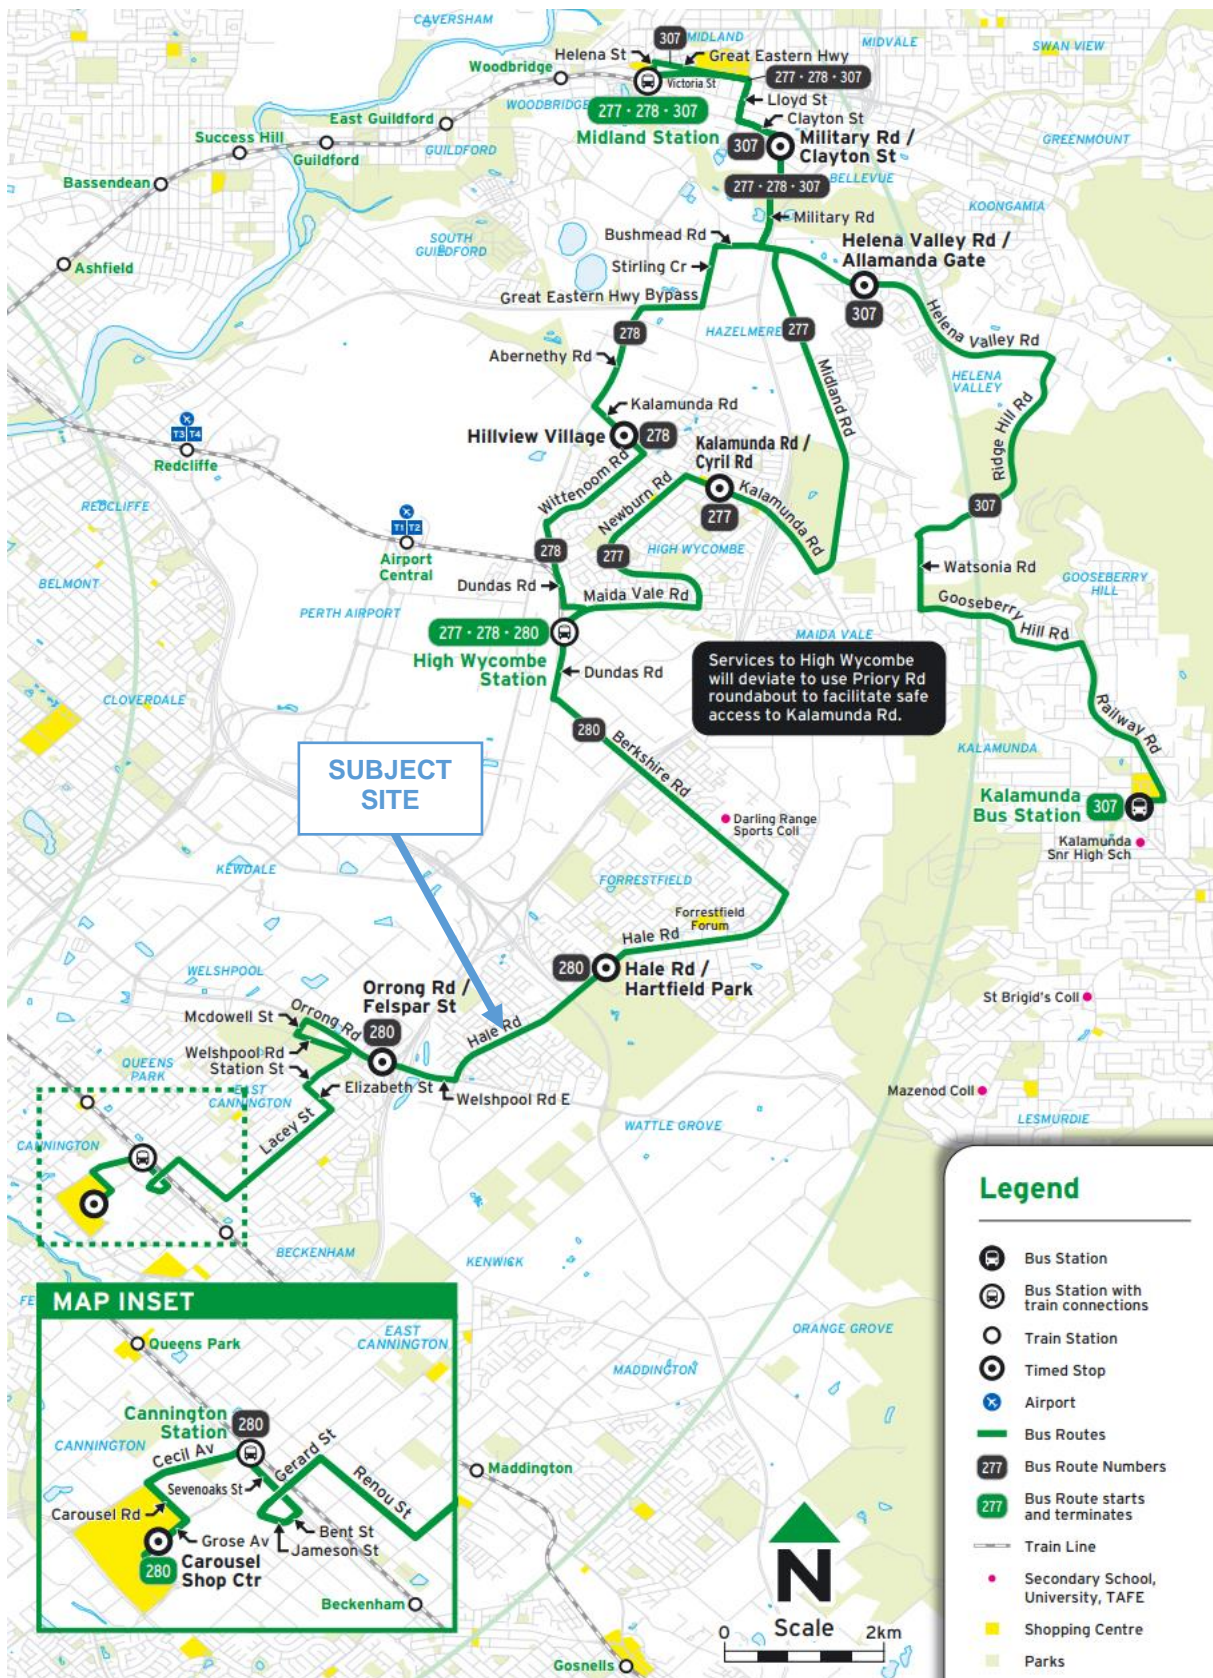 CAVERSHAM
307
MIDLAND
Helena St
Great Eastern Hwy
MIDVALE
SWAN VIEW
Woodbridge
Victoria St
277 · 278 · 307
WOODBRIDGE
Lloyd St
277 · 278 · 307
East Guildford
Clayton St
Success Hill
Midland Station
307
Military Rd /
Clayton St
GREENMOUNT
Guildford
GUILDFORD
Bassendean
277 · 278 · 307
BELLEVUE
KOONGAMIA
Military Rd
SOUTH
GUILDFORD
Bushmead Rd
Helena Valley Rd /
Allamanda Gate
Ashfield
Stirling Cr
Great Eastern Hwy Bypass
307
278
HAZELMERE
277
Helena Valley Rd
Abernethy Rd
Midland Rd
HELENA
VALLEY
Kalamunda Rd
Ridge Hill Rd
T3 T4
Redcliffe
Hillview Village
278
Kalamunda Rd /
Cyril Rd
Wittenoom Rd
Newburn Rd
Kalamunda Rd
277
307
REDCLIFFE
T1 T2
Airport
Central
278
277
HIGH WYCOMBE
Watsonia Rd
BELMONT
Dundas Rd
Maida Vale Rd
GOOSEBERRY
HILL
PERTH AIRPORT
Gooseberry Hill Rd
277 · 278 · 280
High Wycombe
Station
MAIDA VALE
Services to High Wycombe
will deviate to use Priory Rd
roundabout to facilitate safe
access to Kalamunda Rd.
Dundas Rd
CLOVERDALE
Railway Rd
280
Berkshire Rd
KALAMUNDA
SUBJECT
SITE
Kalamunda
Bus Station
307
Darling Range
Sports Coll
Kalamunda
Snr High Sch
KEWDALE
FORRESTFIELD
Forrestfield
Forum
Hale Rd
WELSHPOOL
280
Hale Rd /
Hartfield Park
Orrong Rd /
Felspar St
280
St Brigid's Coll
Mcdowell St
Orrong Rd
Hale Rd
Welshpool Rd
Station St
QUEENS
PARK
EAST
CANNINGTON
Elizabeth St
Welshpool Rd E
Mazenod Coll
LESMURDIE
Lacey St
WATTLE GROVE
CANNINGTON
BECKENHAM
KENWICK
FE
ORANGE GROVE
MADDINGTON
Maddington
Gosnells
MAP INSET
EAST
CANNINGTON
Queens Park
Cannington
Station
280
CANNINGTON
Cecil Av
Gerard St
Sevenoaks St
Renou St
Carousel Rd
Grose Av
Bent St
Jameson St
280
Carousel
Shop Ctr
Beckenham
N
Scale
0
2km
Legend
Bus Station
Bus Station with
train connections
Train Station
Timed Stop
Airport
Bus Routes
277
Bus Route Numbers
277
Bus Route starts
and terminates
Train Line
Secondary School,
University, TAFE
Shopping Centre
Parks